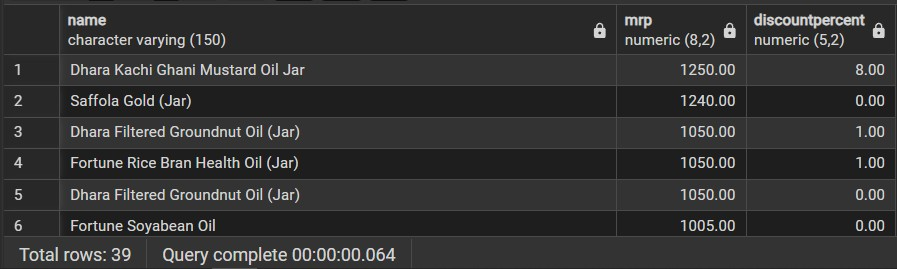 name mrp discountpercent
character varying (150) numeric (8,2) numeric (5,2)
1 Dhara Kachi Ghani Mustard Oil Jar 1250.00 8.00
2 Saffola Gold (Jar) 1240.00 0.00
3 Dhara Filtered Groundnut Oil (Jar) 1050.00 1.00
4 Fortune Rice Bran Health Oil (Jar) 1050.00 1.00
5 Dhara Filtered Groundnut Oil (Jar) 1050.00 0.00
6 Fortune Soyabean Oil 1005.00 0.00
Total rows: 39 Query complete 00:00:00.064